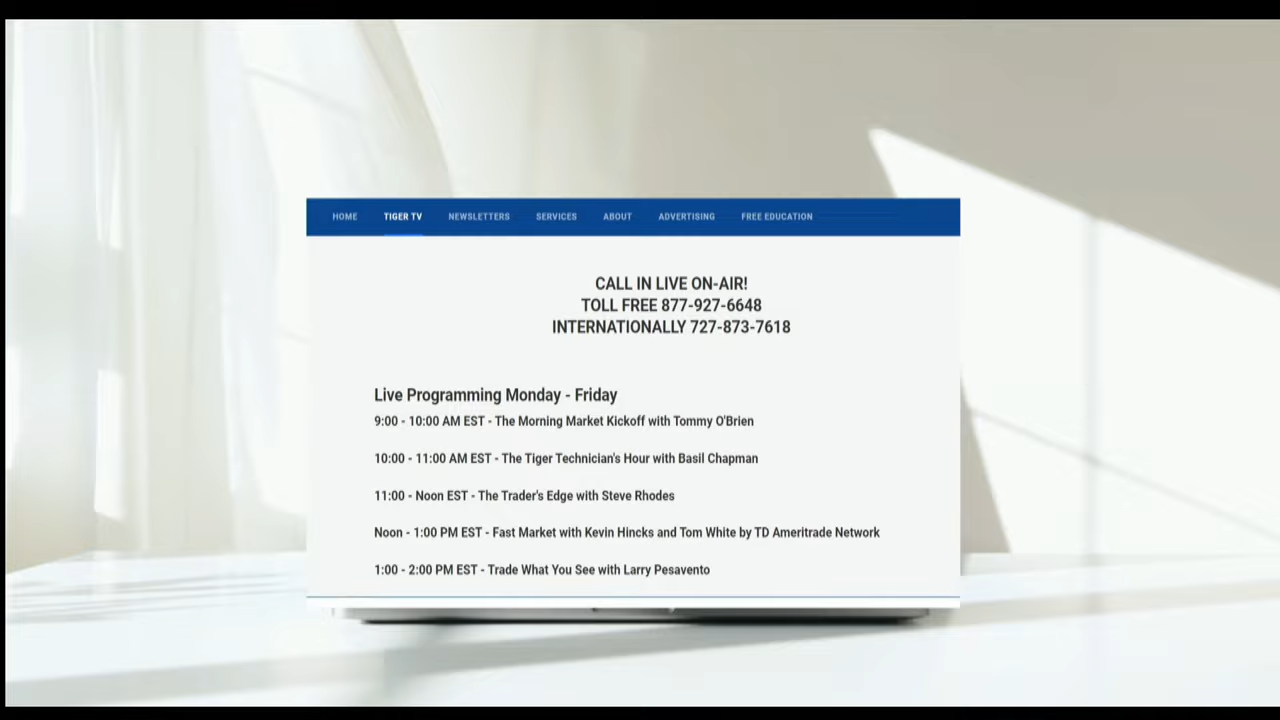 HOME TIGER TV NEWSLETTERS SERVICES ABOUT ADVERTISING FREE EDUCATION
CALL IN LIVE ON-AIR!
TOLL FREE 877-927-6648
INTERNATIONALLY 727-873-7618
Live Programming Monday - Friday
9:00 - 10:00 AM EST - The Morning Market Kickoff with Tommy O'Brien
10:00 - 11:00 AM EST - The Tiger Technician's Hour with Basil Chapman
11:00 - Noon EST - The Trader's Edge with Steve Rhodes
Noon - 1:00 PM EST - Fast Market with Kevin Hincks and Tom White by TD Ameritrade Network
1:00 - 2:00 PM EST - Trade What You See with Larry Pesavento